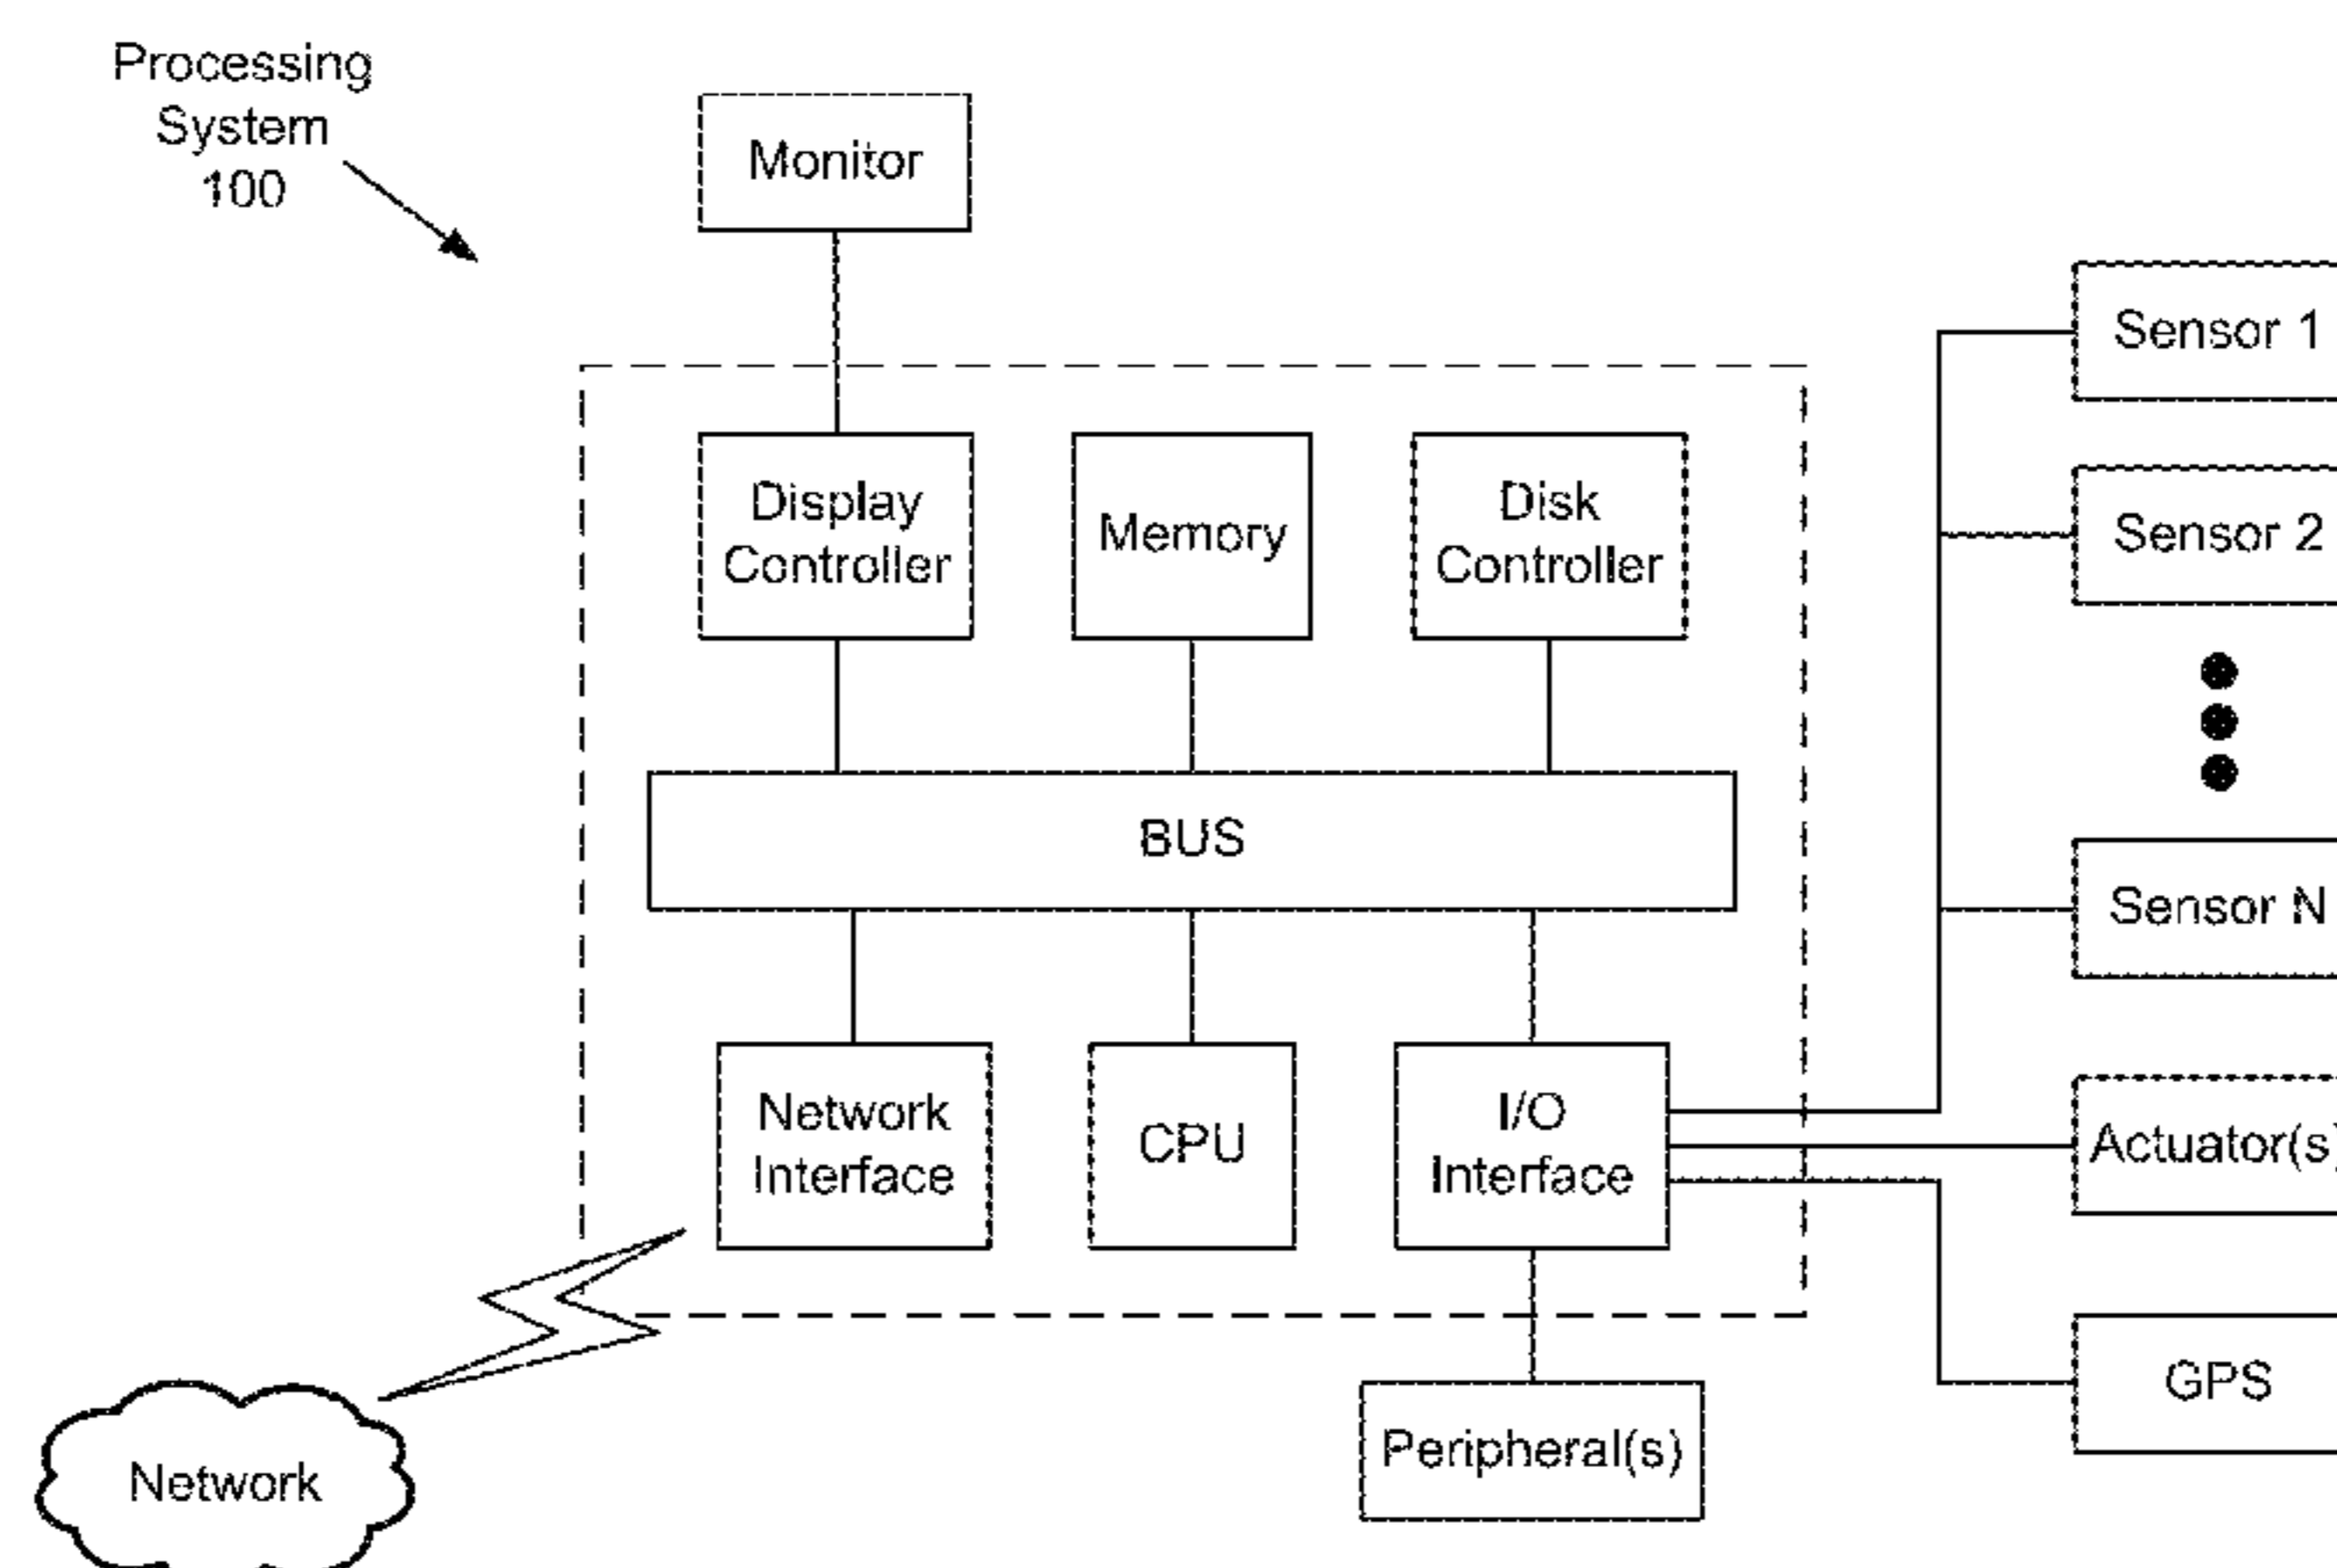 Processing
System
100
Monitor
Sensor 1
Display
Controller
Memory
Disk
Controller
Sensor 2
BUS
Sensor N
Network
Interface
CPU
I/O
Interface
Actuator(s)
GPS
Peripheral(s)
Network